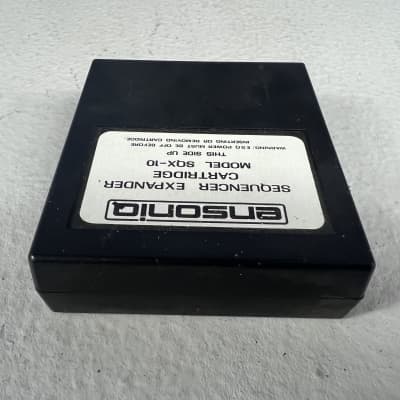 ensoniq
SEQUENCER EXPANDER
CARTRIDGE
MODEL SQX-10
THIS SIDE UP
WARNING: ESQ POWER MUST BE OFF BEFORE
INSERTING OR REMOVING CARTRIDGE